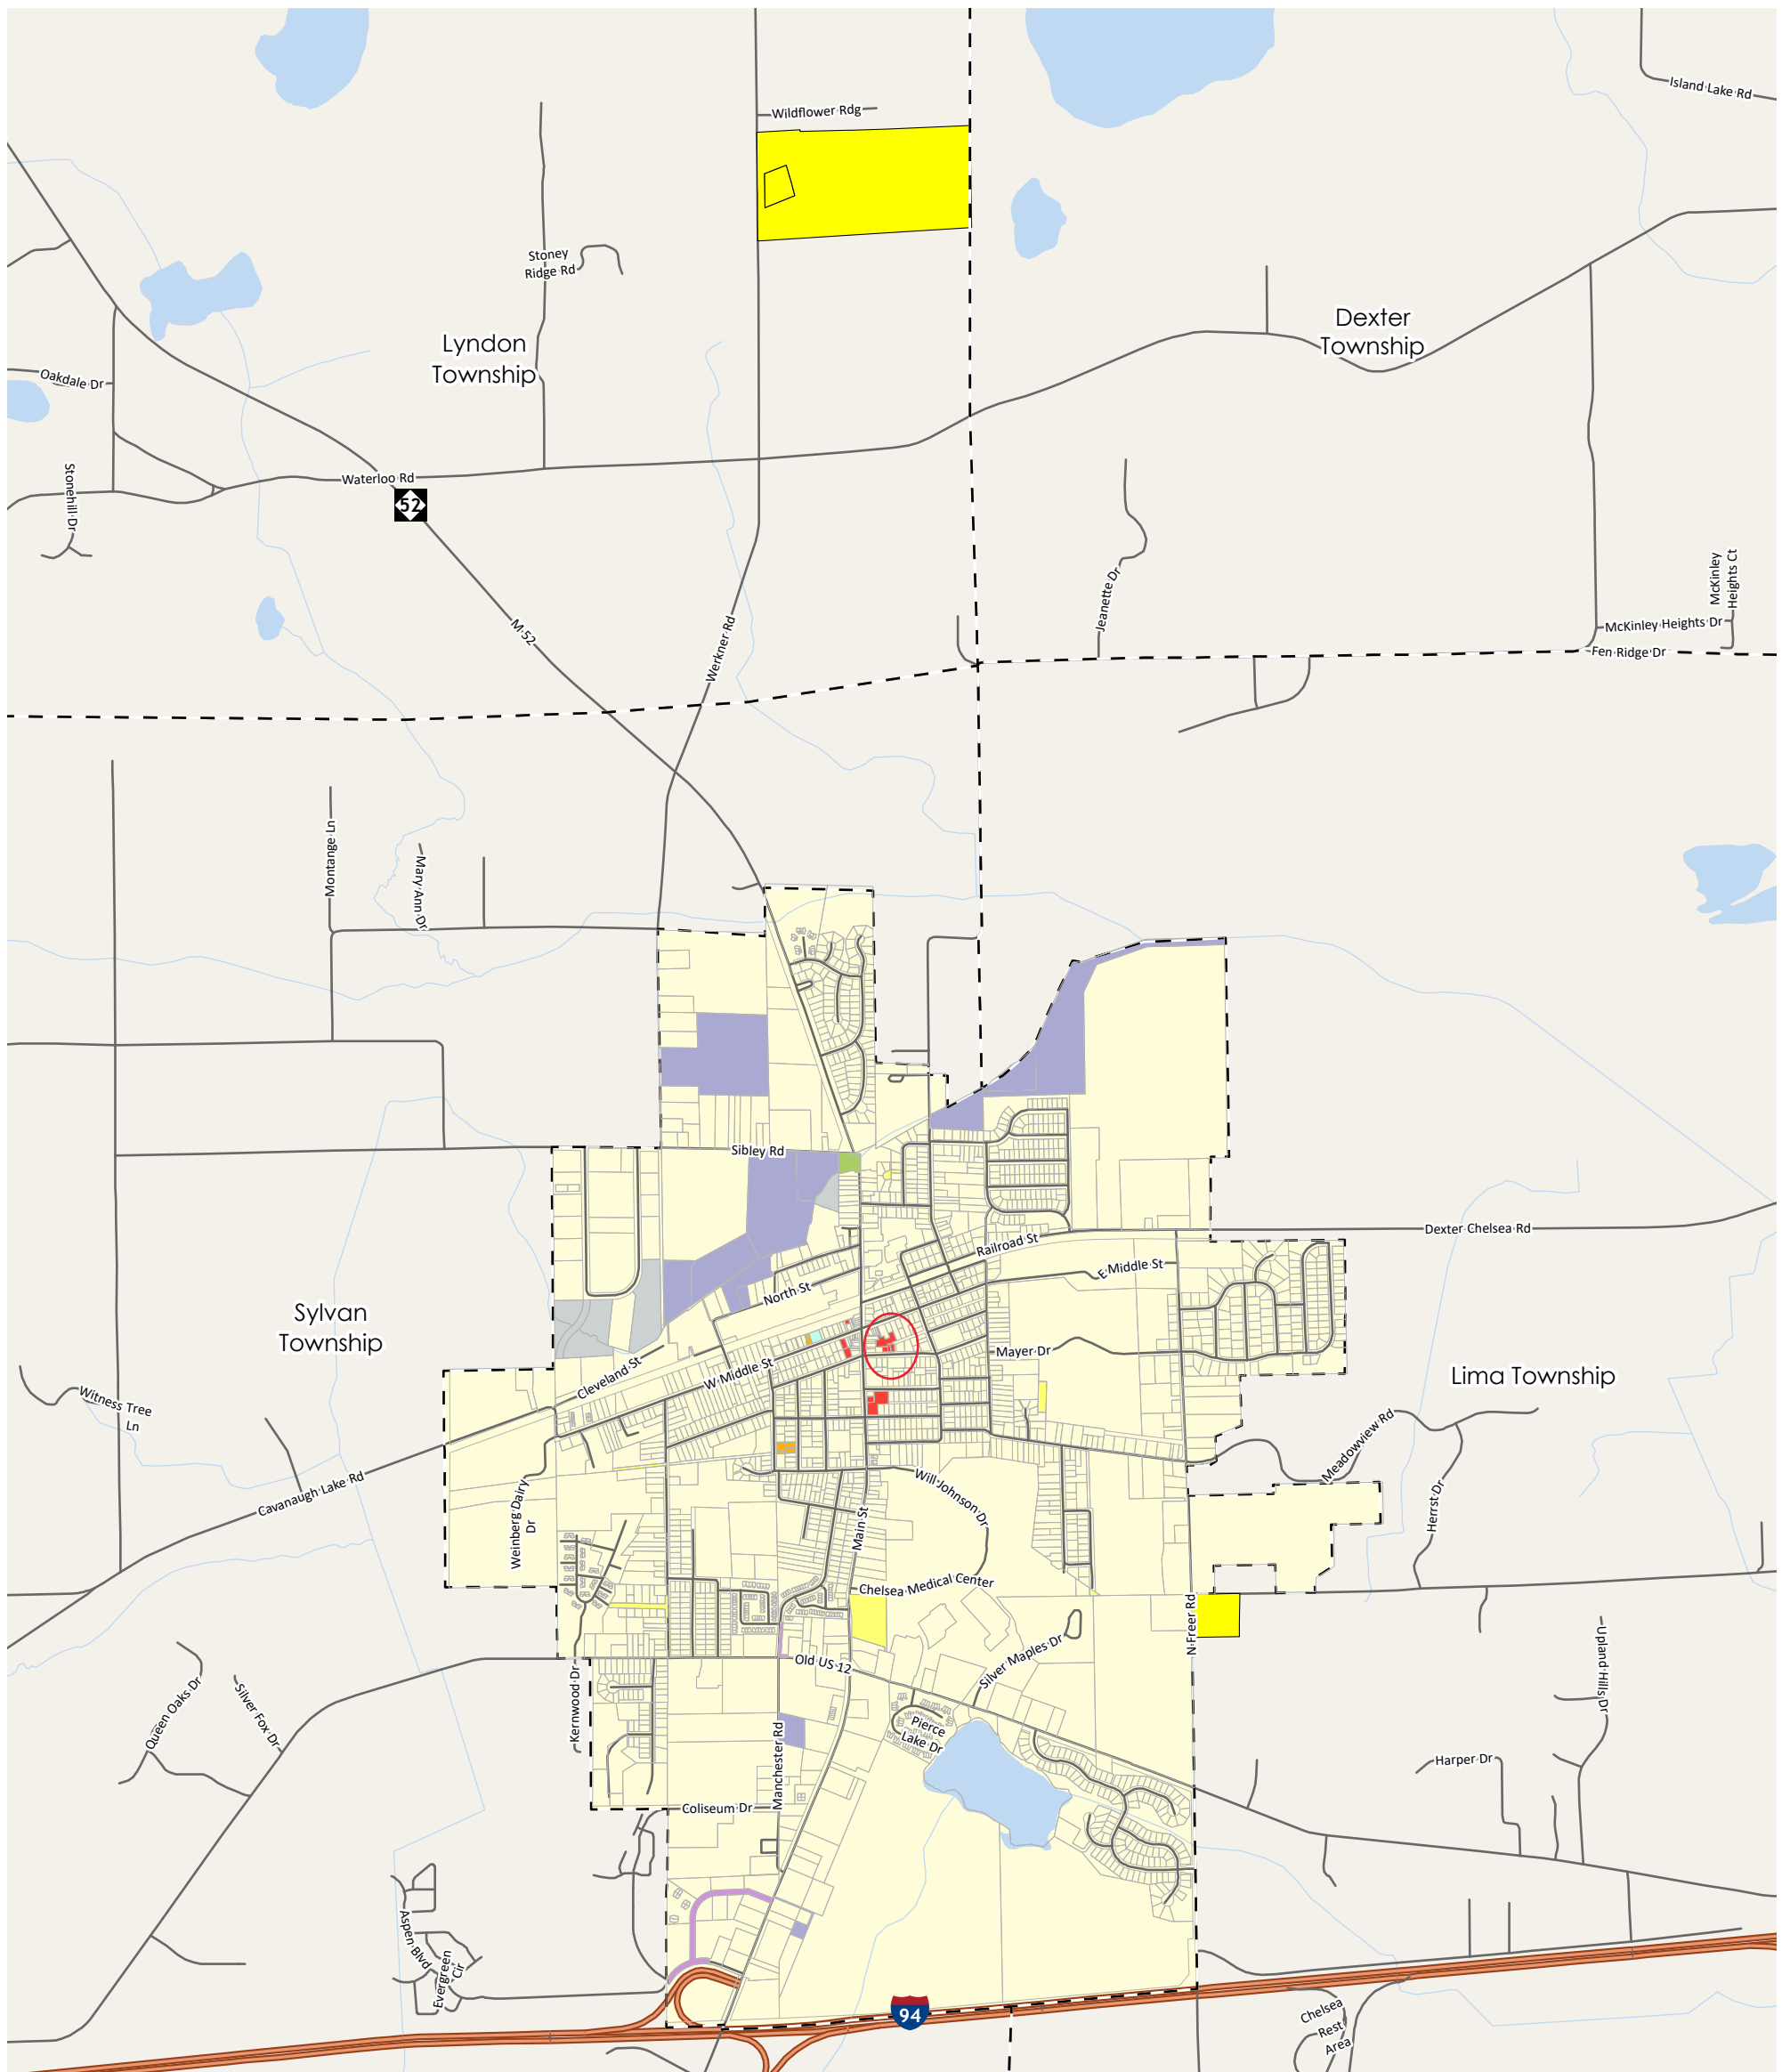 Island Lake Rd
Wildflower Rdg
Stoney
Ridge Rd
Dexter
Township
Lyndon
Township
Oakdale Dr
Waterloo Rd
52
Stonehill Dr
McKinley
Heights Ct
Jeanette Dr
M 52
Werkner Rd
McKinley Heights Dr
Fen Ridge Dr
Montange Ln
Mary Ann Dr
Sibley Rd
Dexter Chelsea Rd
Railroad St
E Middle St
North St
Sylvan
Township
Mayer Dr
Cleveland St
W Middle St
Lima Township
Witness Tree
Ln
Meadowview Rd
Cavanaugh Lake Rd
Will Johnson Dr
Herrst Dr
Weinberg Dairy
Dr
Main St
Chelsea Medical Center
N Freer Rd
Silver Maples Dr
Upland Hills Dr
Old US 12
Queen Oaks Dr
Silver Fox Dr
Kernwood Dr
Pierce
Lake Dr
Manchester Rd
Harper Dr
Coliseum Dr
Aspen Blvd
Evergreen
Cir
94
Chelsea
Rest
Area